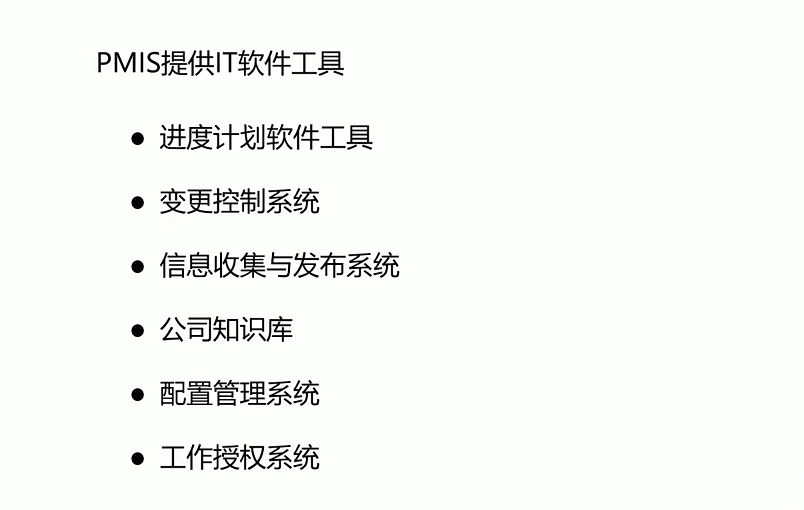 PMIS提供IT软件工具
● 进度计划软件工具
● 变更控制系统
● 信息收集与发布系统
● 公司知识库
● 配置管理系统
● 工作授权系统